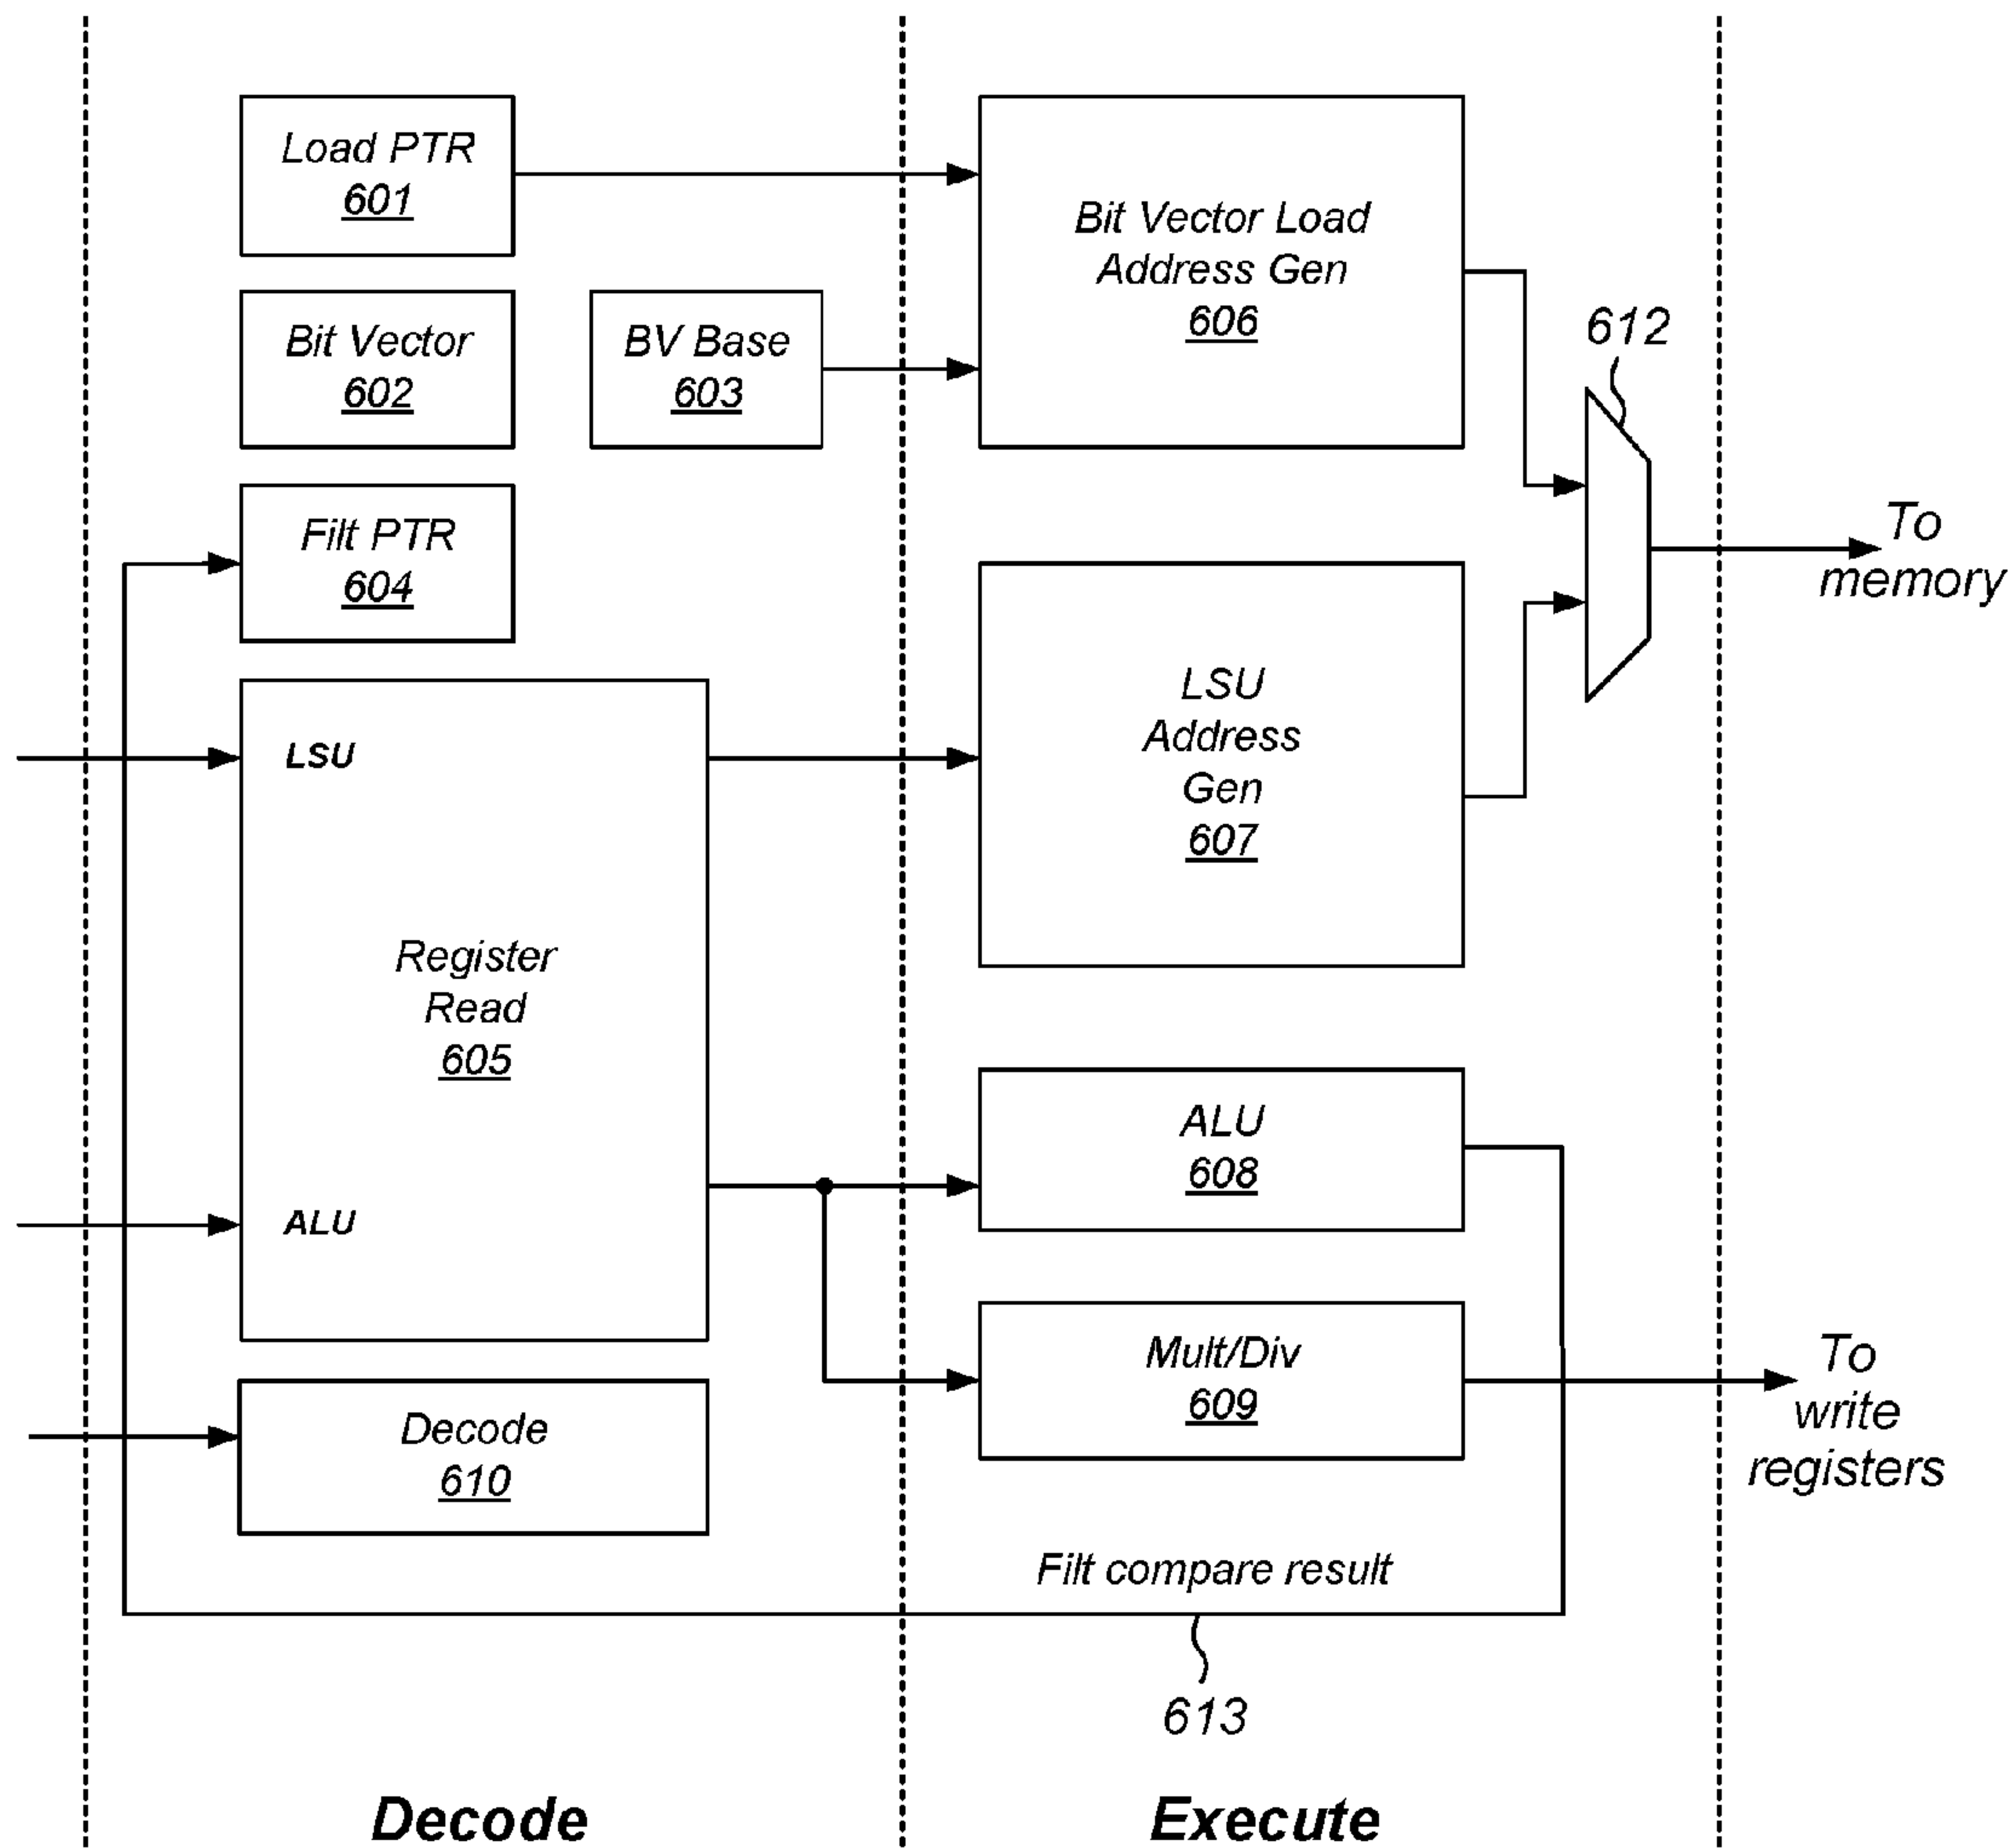 Load PTR
601
Bit Vector
602
BV Base
603
Filt PTR
604
LSU
Register
Read
605
ALU
Decode
610
Bit Vector Load
Address Gen
606
LSU
Address
Gen
607
ALU
608
Mult/Div
609
612
To
memory
To
write
registers
Filt compare result
613
Decode
Execute